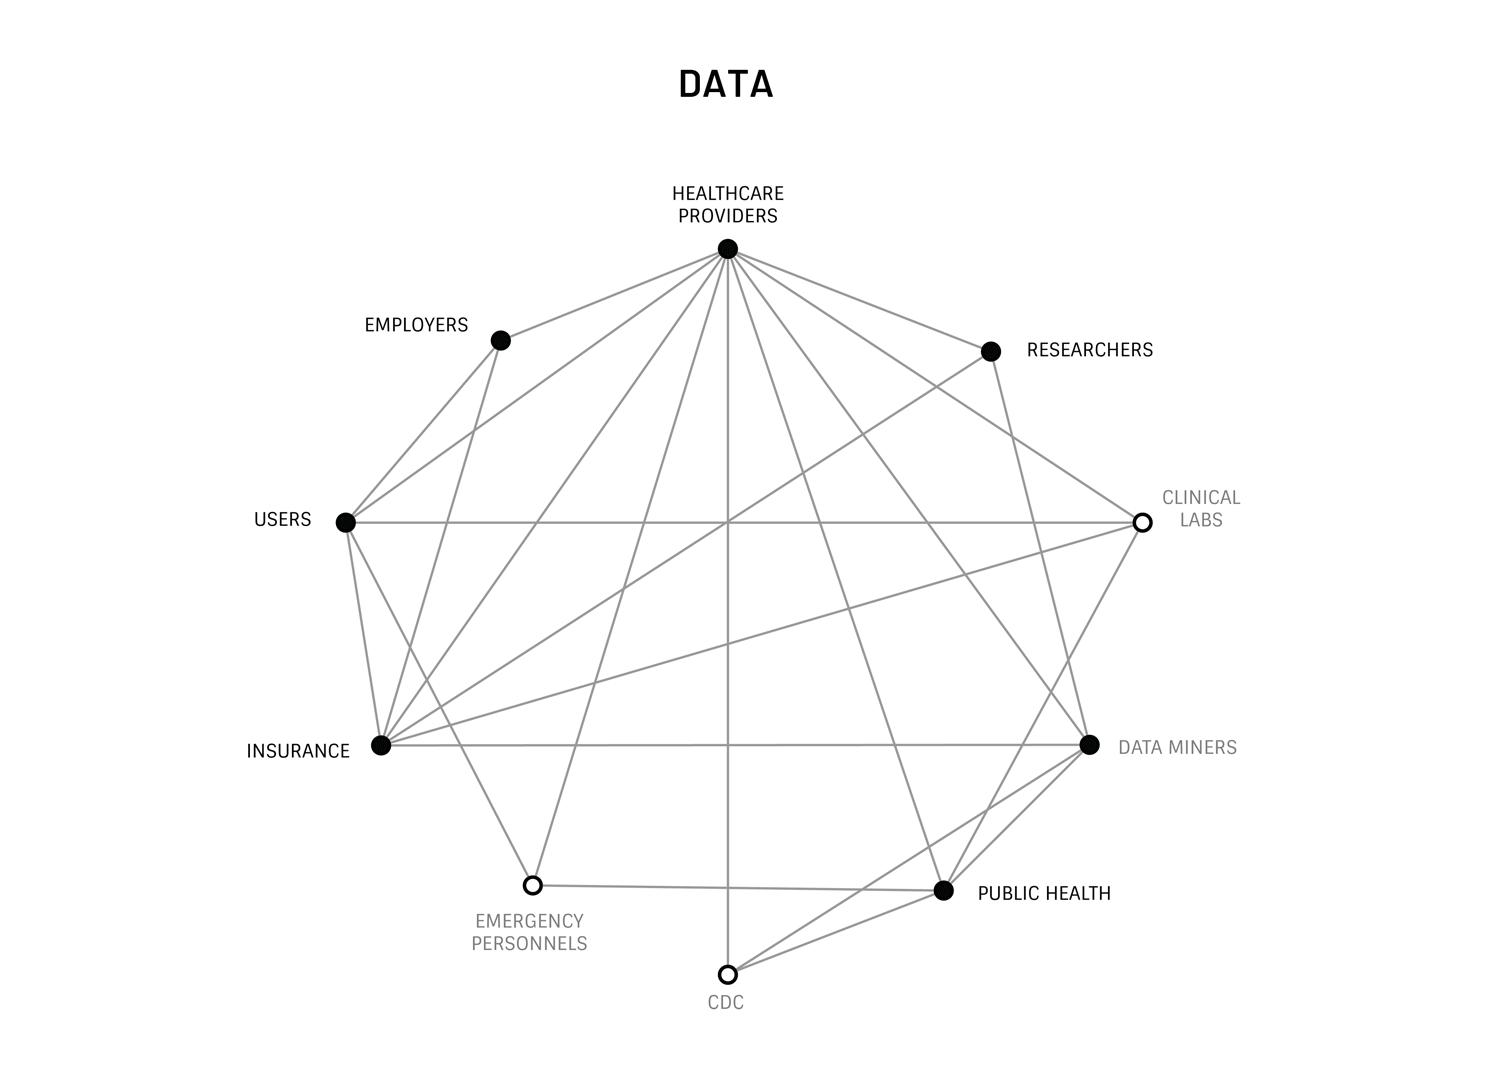 DATA
HEALTHCARE
PROVIDERS
EMPLOYERS
RESEARCHERS
CLINICAL
LABS
USERS
INSURANCE
DATA MINERS
PUBLIC HEALTH
EMERGENCY
PERSONNELS
CDC